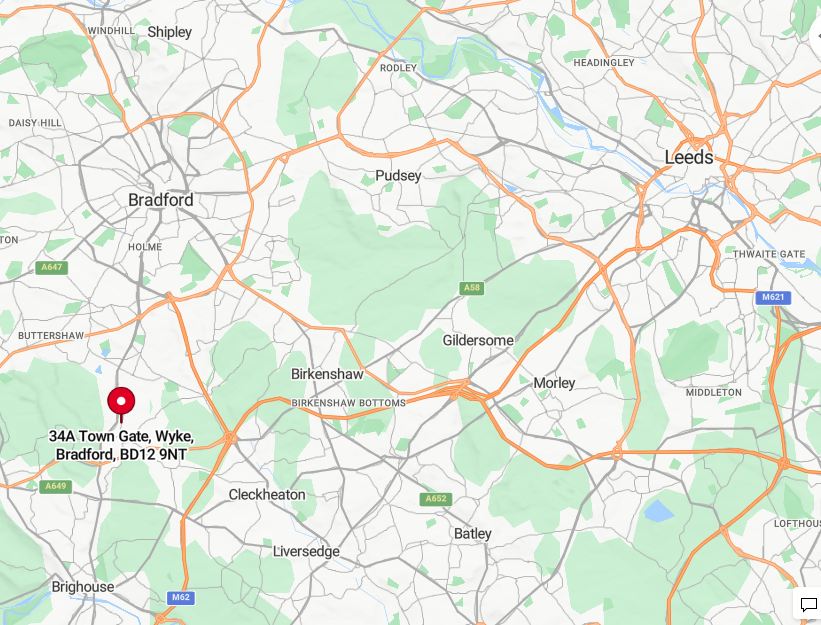 WINDHILL
Shipley
RODLEY
HEADINGLEY
DAISY HILL
Leeds
Pudsey
Bradford
TON
HOLME
THWAITE GATE
A647
A58
M621
BUTTERSHAW
Gildersome
Birkenshaw
Morley
MIDDLETON
BIRKENSHAW BOTTOMS
34A Town Gate, Wyke,
Bradford, BD12 9NT
A649
Cleckheaton
A652
LOFTHOUS
Batley
Liversedge
Brighouse
M62